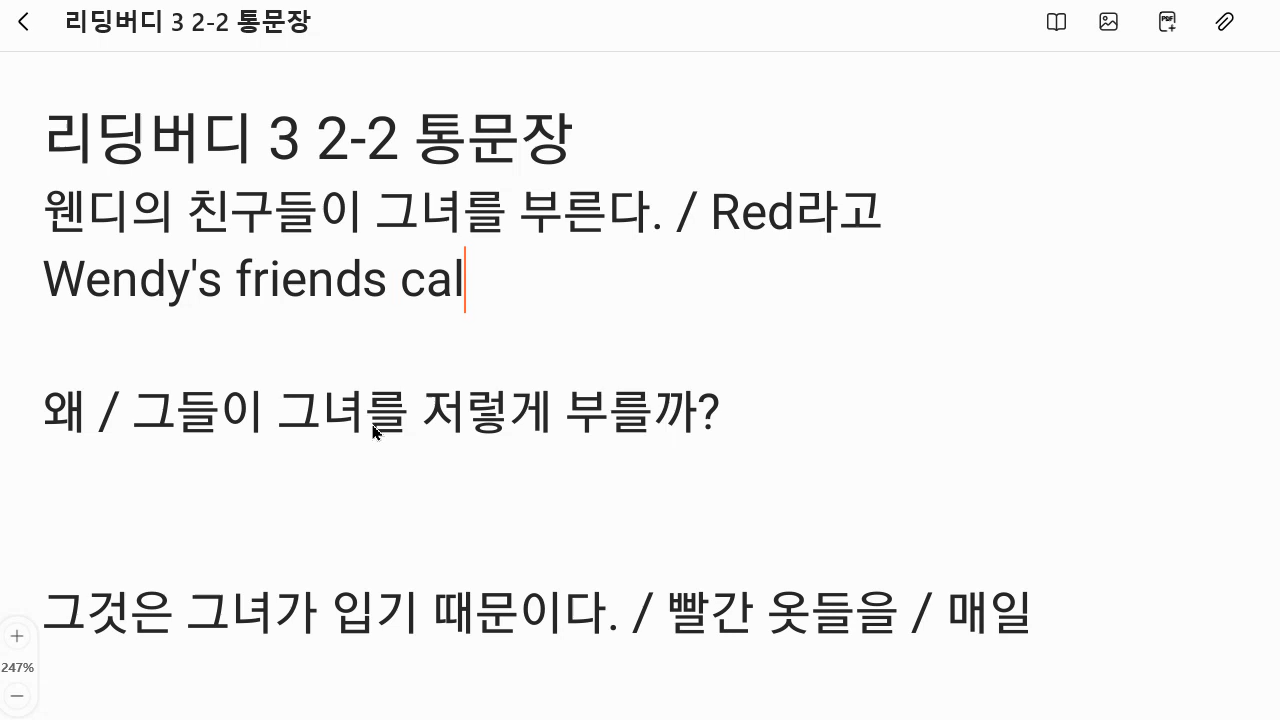 리딩버디 3 2-2 통문장
리딩버디 3 2-2 통문장
웬디의 친구들이 그녀를 부른다. / Red라고
Wendy's friends cal
왜 / 그들이 그녀를 저렇게 부를까?
그것은 그녀가 입기 때문이다. / 빨간 옷들을 / 매일
247%